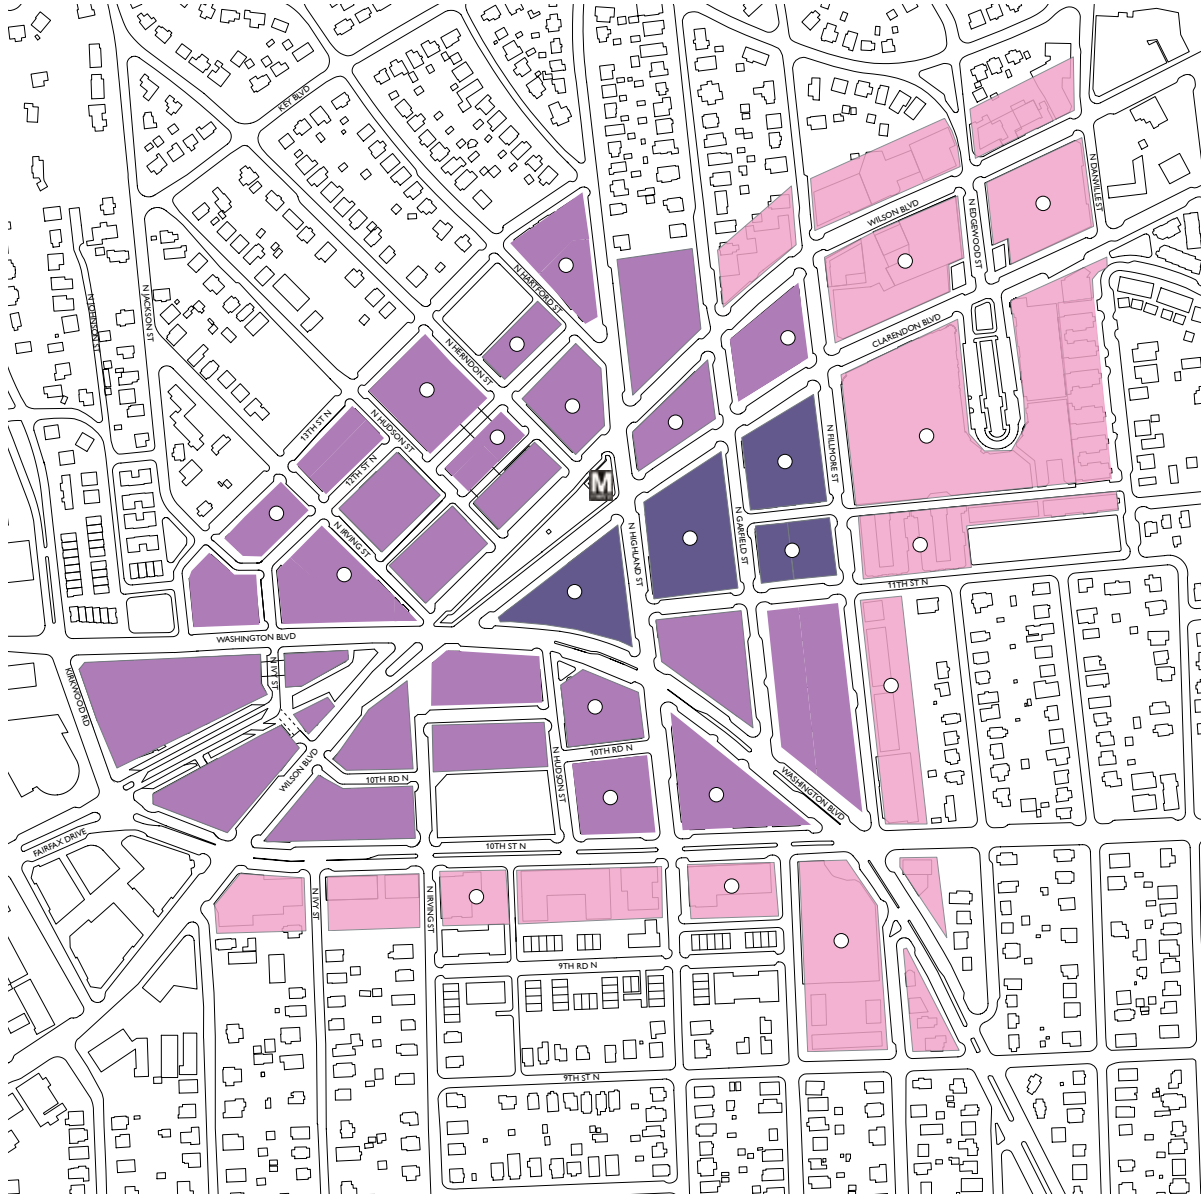 KEY BLVD
N DANVILLE ST
WILSON BLVD
N EDGEWOOD ST
N HARTFORD ST
N JACKSON ST
N JOHNSON ST
CLARENDON BLVD
N HERNDON ST
13TH ST N
N HUDSON ST
12TH ST N
N FILLMORE ST
M
N IRVING ST
N HIGHLAND ST
N GARFIELD ST
11TH ST N
WASHINGTON BLVD
N IVY ST
KIRKWOOD RD
10TH RD N
WILSON BLVD
10TH RD N
N HUDSON ST
WASHINGTON BLVD
FAIRFAX DRIVE
10TH ST N
N IVY ST
N IRVING ST
9TH RD N
9TH ST N